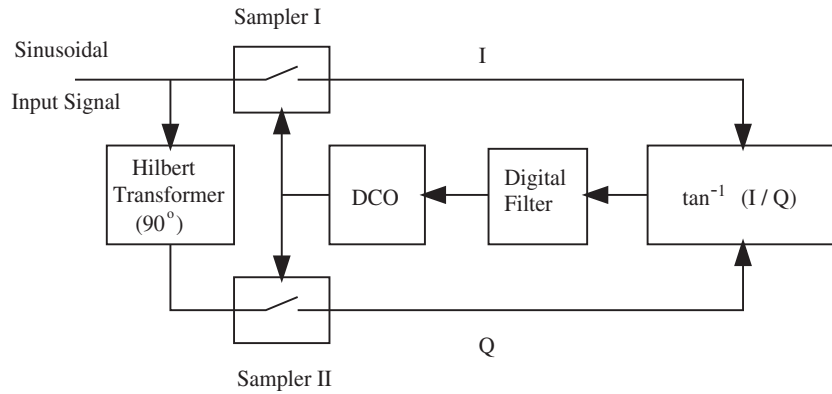 Sampler I
Sinusoidal
I
Input Signal
Hilbert
Transformer
(90°)
DCO
Digital
Filter
tan⁻¹ (I / Q)
Q
Sampler II